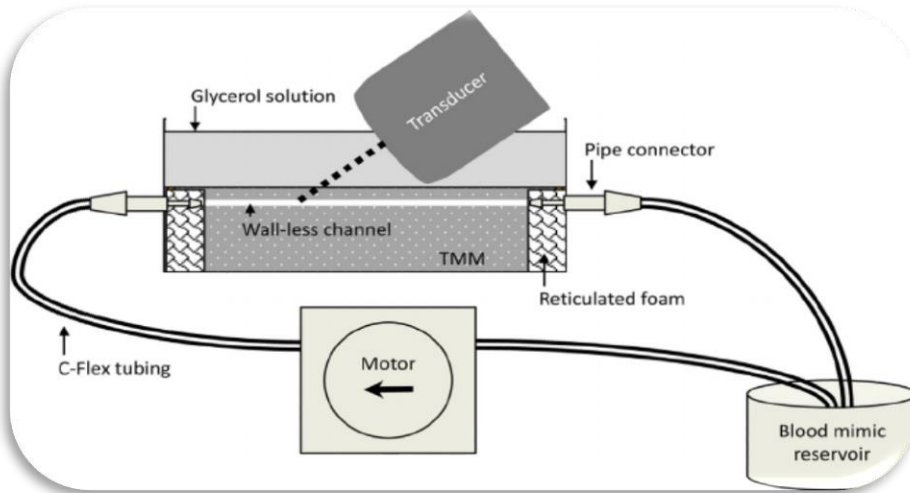 Glycerol solution
Transducer
Pipe connector
Wall-less channel
TMM
Reticulated foam
C-Flex tubing
Motor
Blood mimic
reservoir